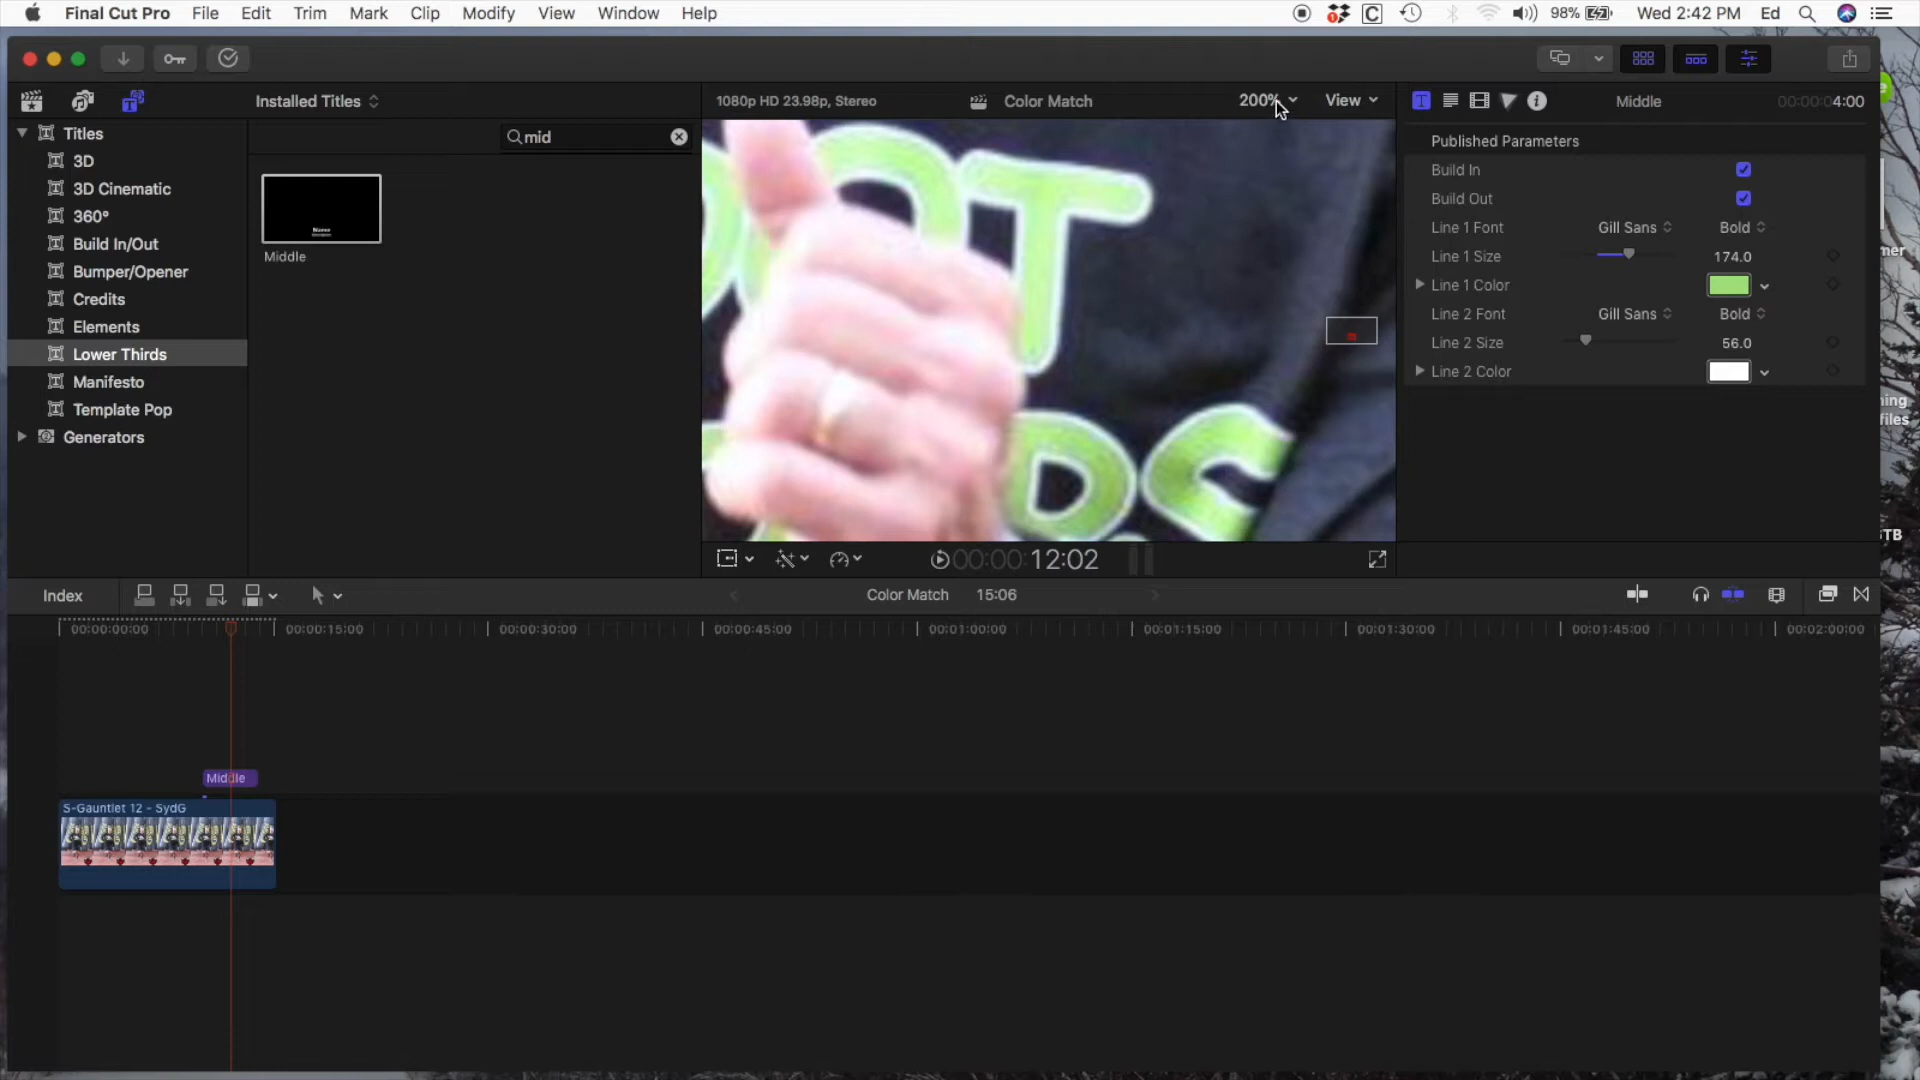 Final Cut Pro File Edit Trim Mark Clip Modify View Window Help 98% Wed 2:42 PM Ed
Installed Titles
1080p HD 23.98p, Stereo Color Match 200% View
Middle 00:00:04:00
Titles
mid
3D
3D Cinematic
360°
Build In/Out
Bumper/Opener
Credits
Elements
Lower Thirds
Manifesto
Template Pop
Generators
Name
Middle
OOT
DS
Published Parameters
Build In
Build Out
Line 1 Font Gill Sans Bold
Line 1 Size 174.0
Line 1 Color
Line 2 Font Gill Sans Bold
Line 2 Size 56.0
Line 2 Color
ning
files
TB
00:00:12:02
Index
Color Match 15:06
00:00:00:00 00:00:15:00 00:00:30:00 00:00:45:00 00:01:00:00 00:01:15:00 00:01:30:00 00:01:45:00 00:02:00:00
Middle
S-Gauntlet 12 - SydG